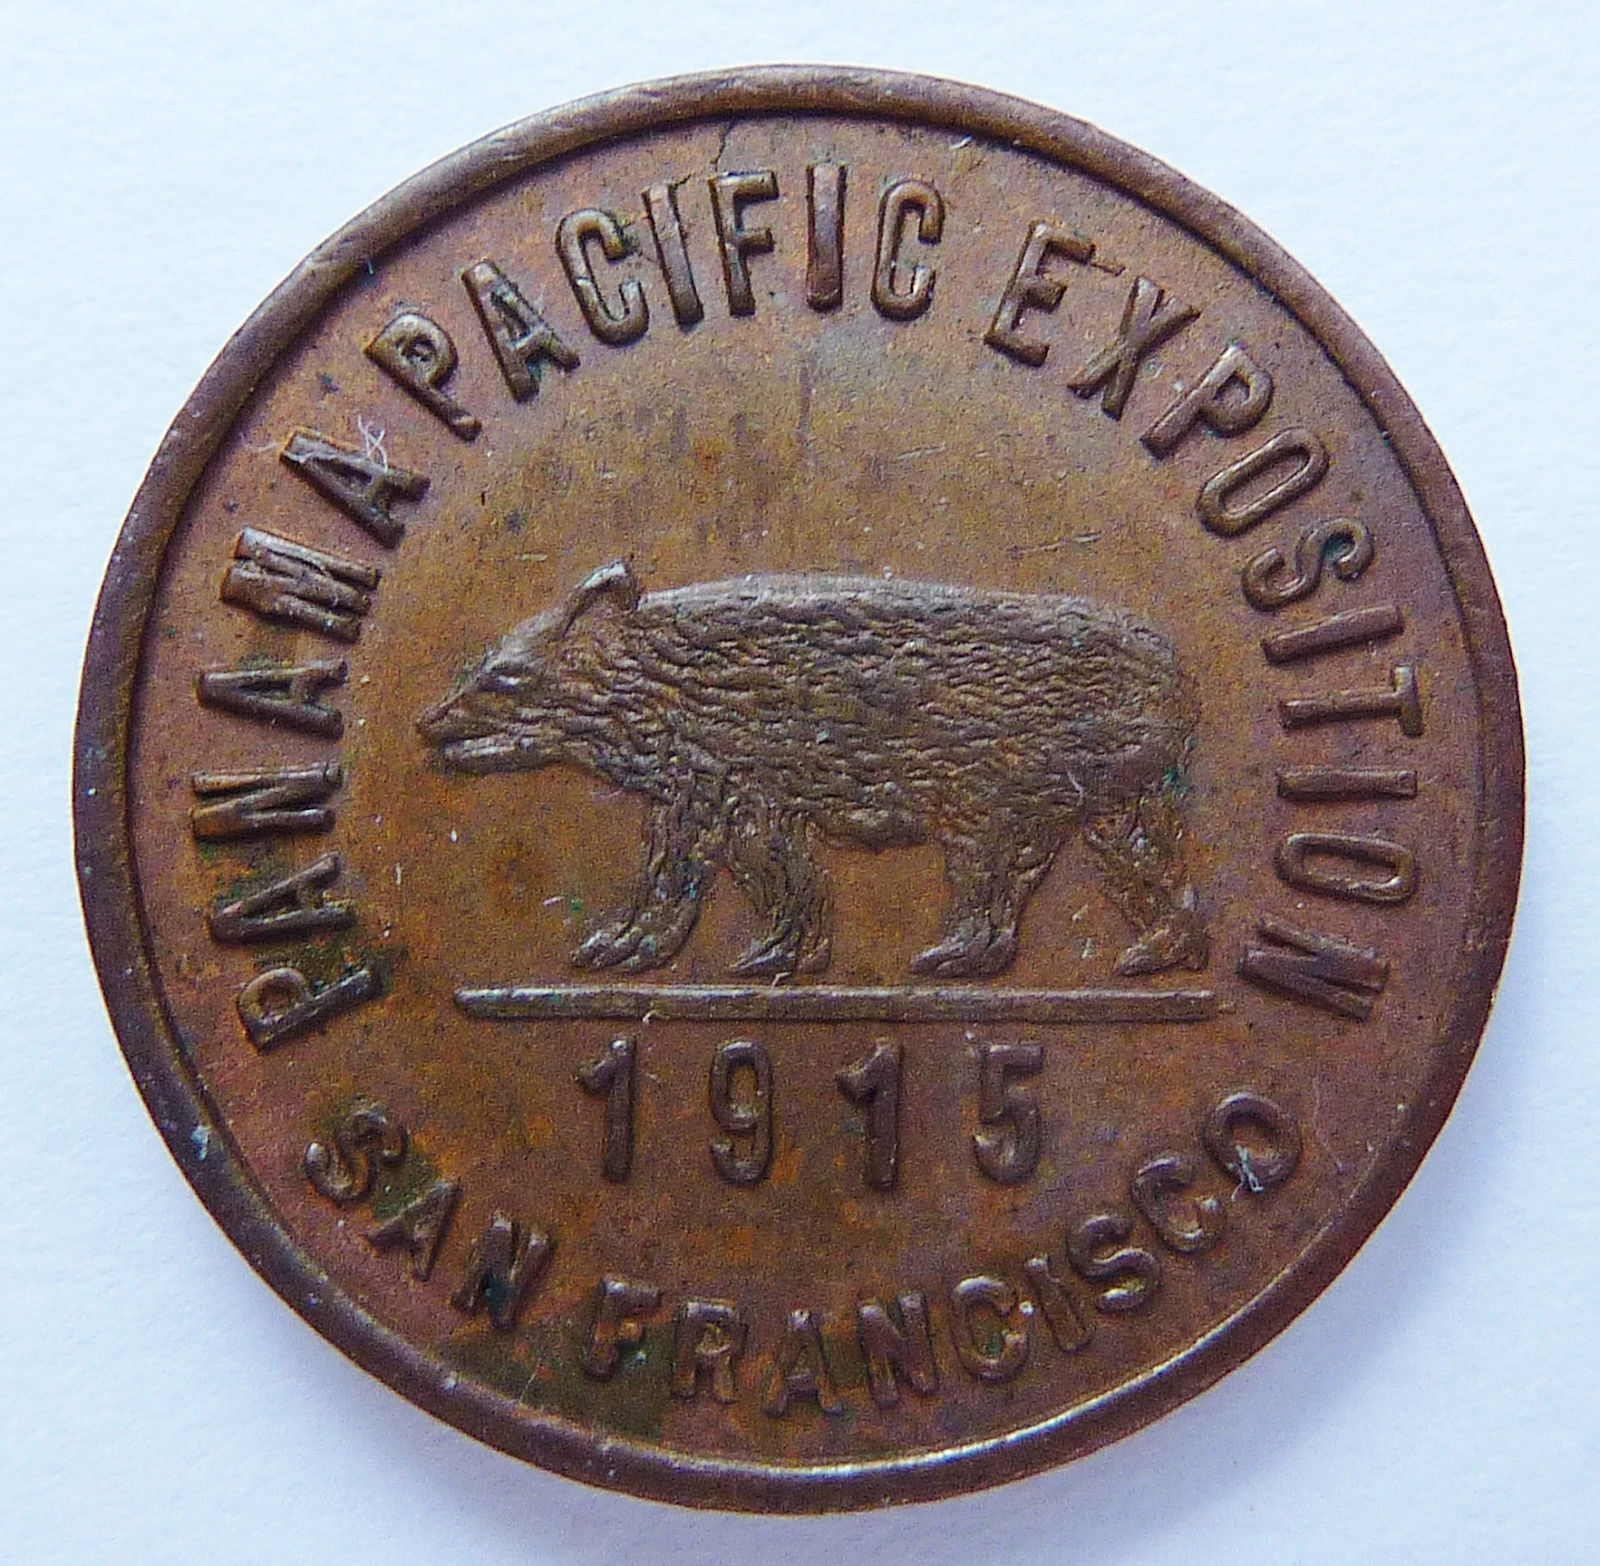 PANAMA PACIFIC EXPOSITION
1915
SAN FRANCISCO